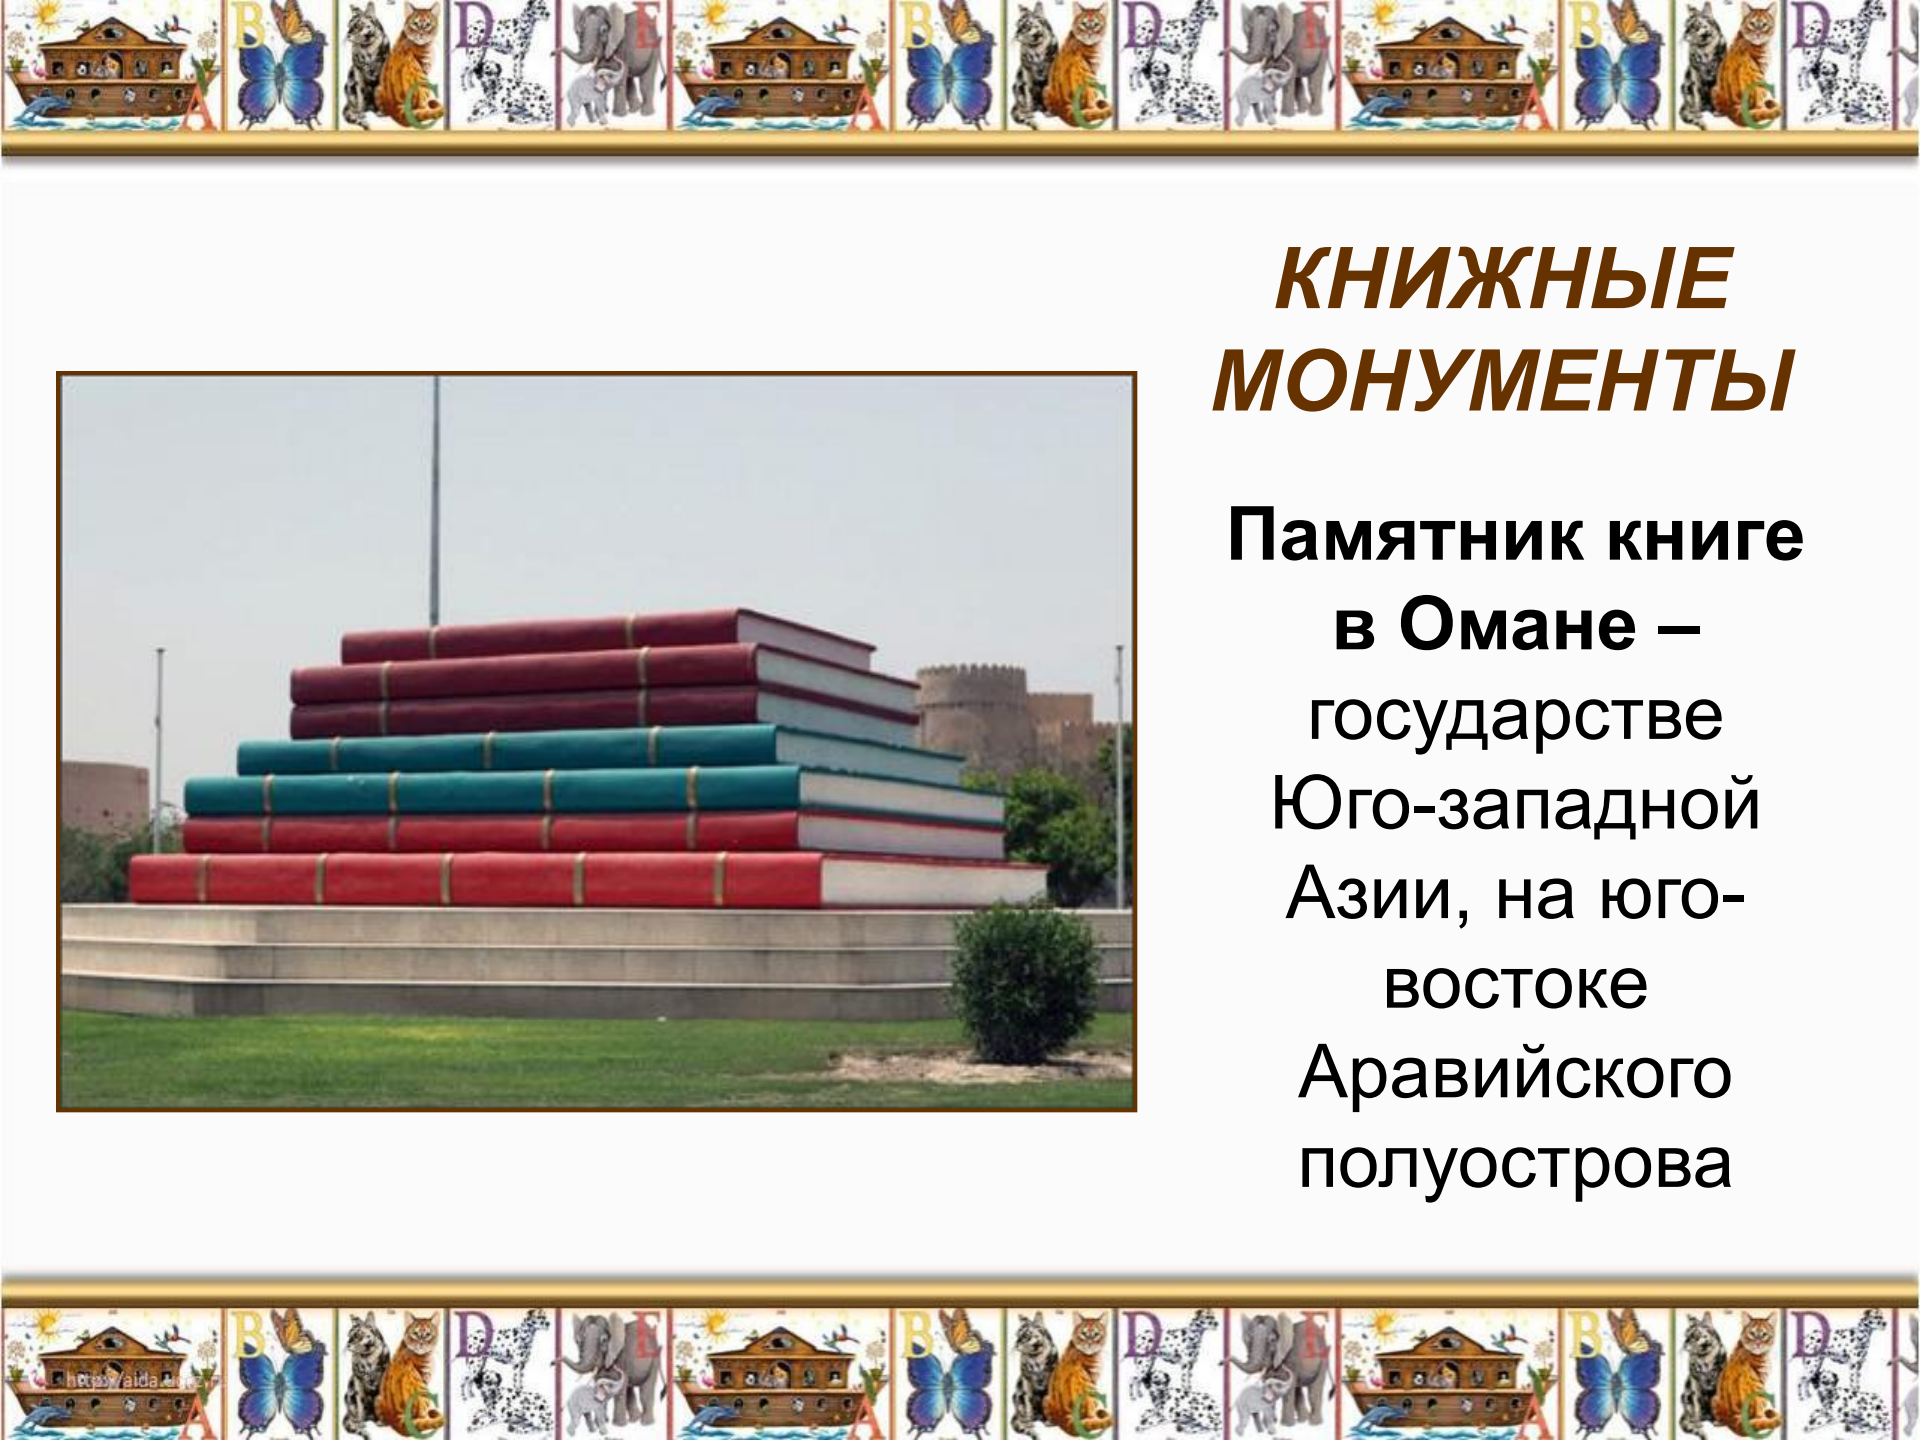 КНИЖНЫЕ
МОНУМЕНТЫ
Памятник книге
в Омане –
государстве
Юго-западной
Азии, на юго-
востоке
Аравийского
полуострова